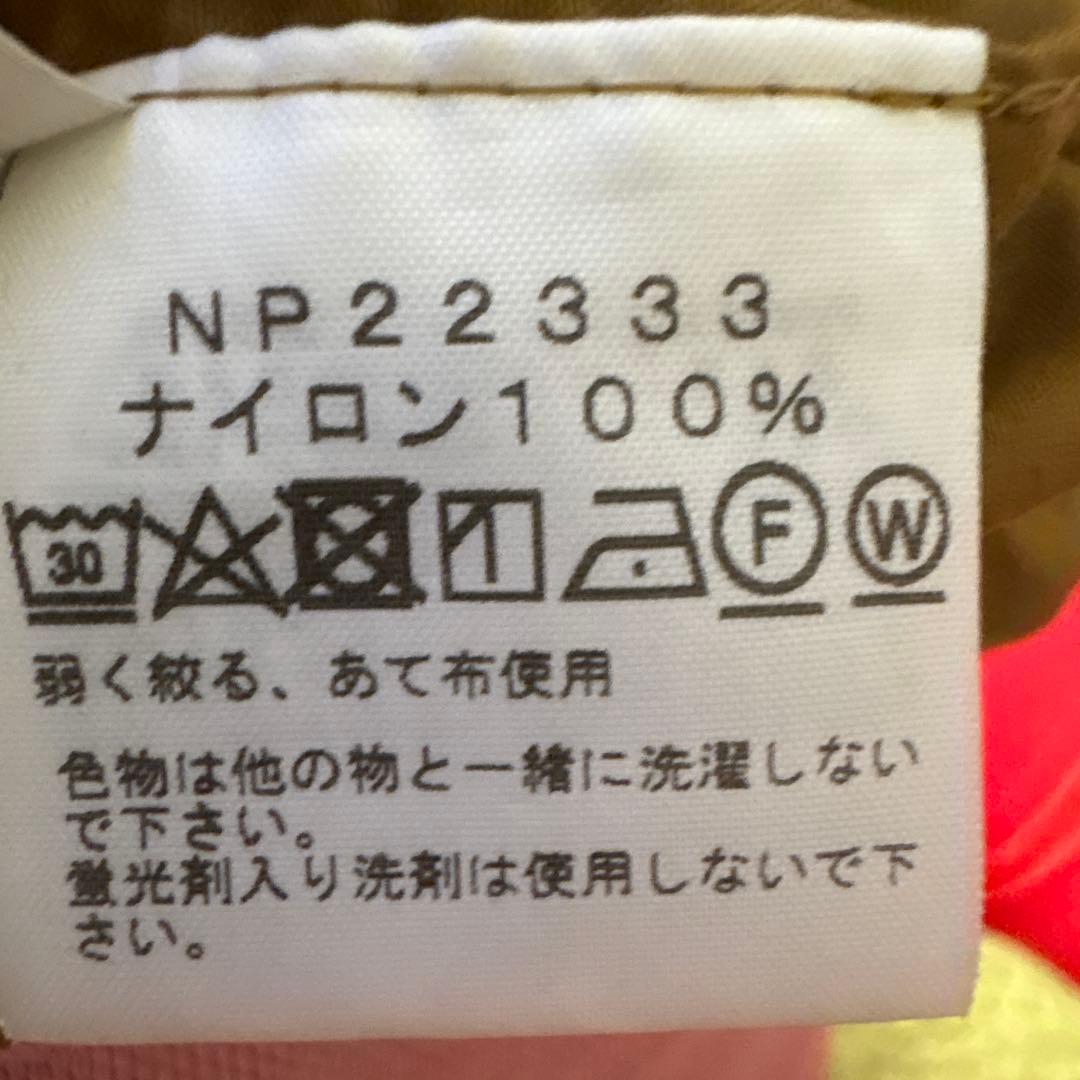 NP22333
ナイロン100%
30 F W
弱く絞る、あて布使用
色物は他の物と一緒に洗濯しない
で下さい。
蛍光剤入り洗剤は使用しないで下
さい。